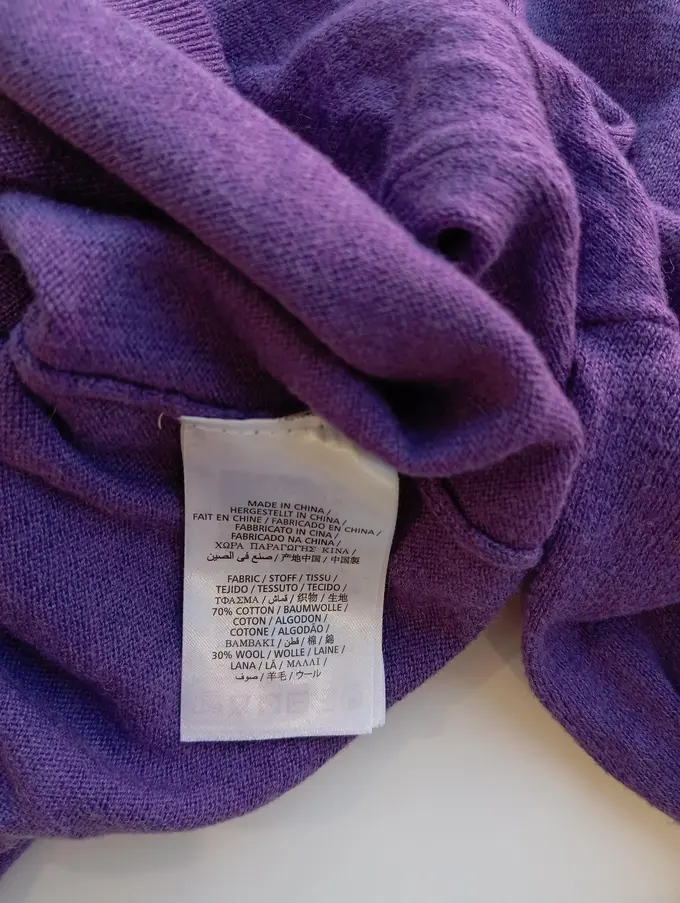 MADE IN CHINA /
HERGESTELLT IN CHINA /
FAIT EN CHINE / FABRICADO EN CHINA /
FABBRICATO IN CINA /
FABRICADO NA CHINA /
ΧΩΡΑ ΠΑΡΑΓΩΓΗΣ ΚΙΝΑ /
صنع في الصين / 产地中国 / 中国製
FABRIC / STOFF / TISSU /
TEJIDO / TESSUTO / TECIDO /
ΤΦΑΣΜΑ / قماش / 织物 / 生地
70% COTTON / BAUMWOLLE /
COTON / ALGODON /
COTONE / ALGODÃO /
ΒΑΜΒΑΚΙ / قطن / 棉 / 綿
30% WOOL / WOLLE / LAINE /
LANA / LÃ / ΜΑΛΛΙ /
صوف / 羊毛 / ウール